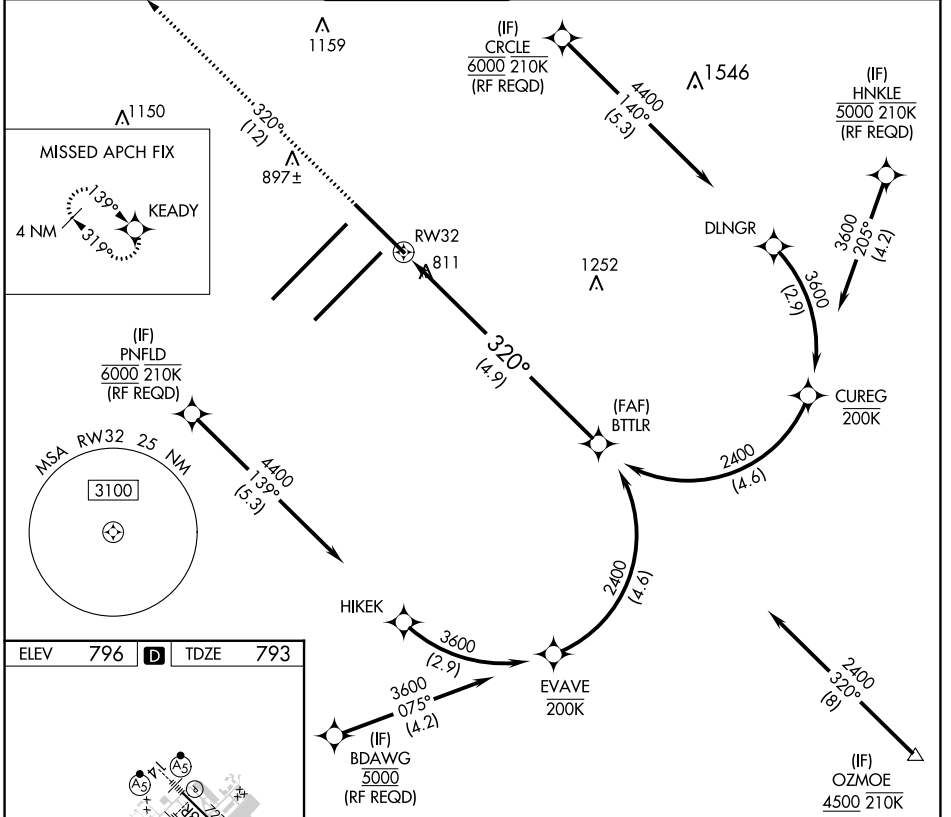 1159
(IF)
CRCLE
6000 210K
(RF REQD)
1546
(IF)
HNKLE
5000 210K
(RF REQD)
1150
320°
(12)
897±
4400
140°
(5.3)
MISSED APCH FIX
139°
KEADY
4 NM
319°
RW32
811
1252
DLNGR
3600
205°
(4.2)
3600
(2.9)
(IF)
PNFLD
6000 210K
(RF REQD)
320°
(4.9)
(FAF)
BTTLR
CUREG
200K
2400
(4.6)
MSA RW32 25 NM
3100
4400
139°
(5.3)
2400
(4.6)
HIKEK
3600
(2.9)
EVAVE
200K
3600
075°
(4.2)
(IF)
BDAWG
5000
(RF REQD)
2400
320°
(8)
(IF)
OZMOE
4500 210K
ELEV 796 D TDZE 793
A5
A5
P